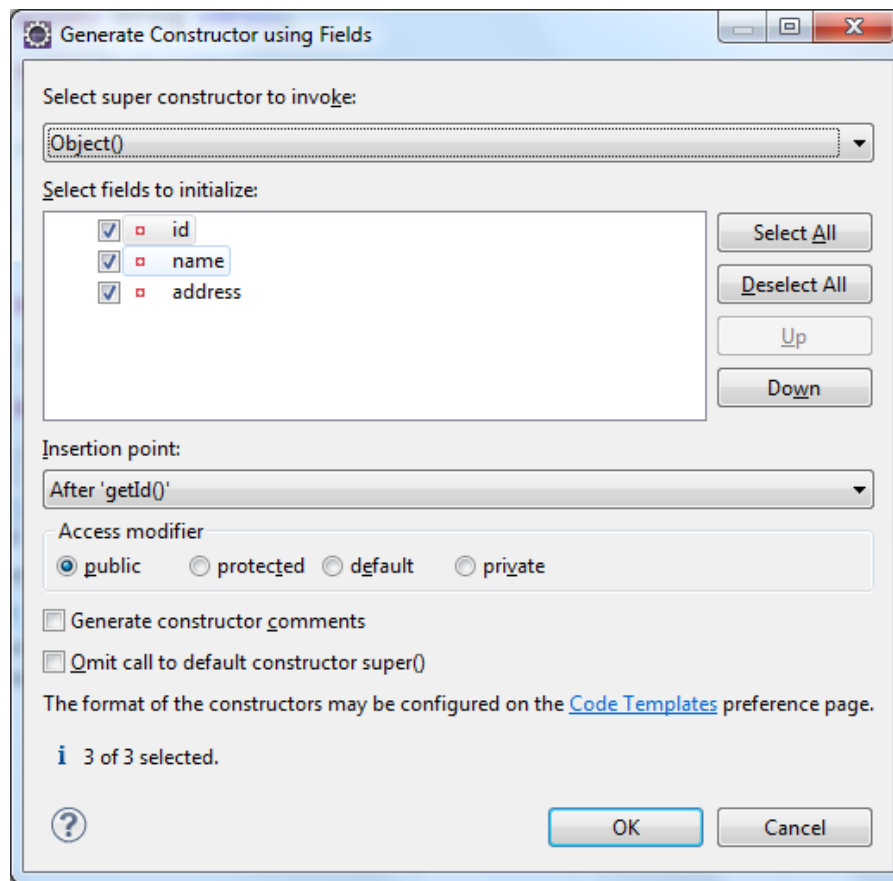 Generate Constructor using Fields
Select super constructor to invoke:
Object()
Select fields to initialize:
id
name
address
Select All
Deselect All
Up
Down
Insertion point:
After 'getId()'
Access modifier
public protected default private
Generate constructor comments
Omit call to default constructor super()
The format of the constructors may be configured on the Code Templates preference page.
i 3 of 3 selected.
?
OK Cancel